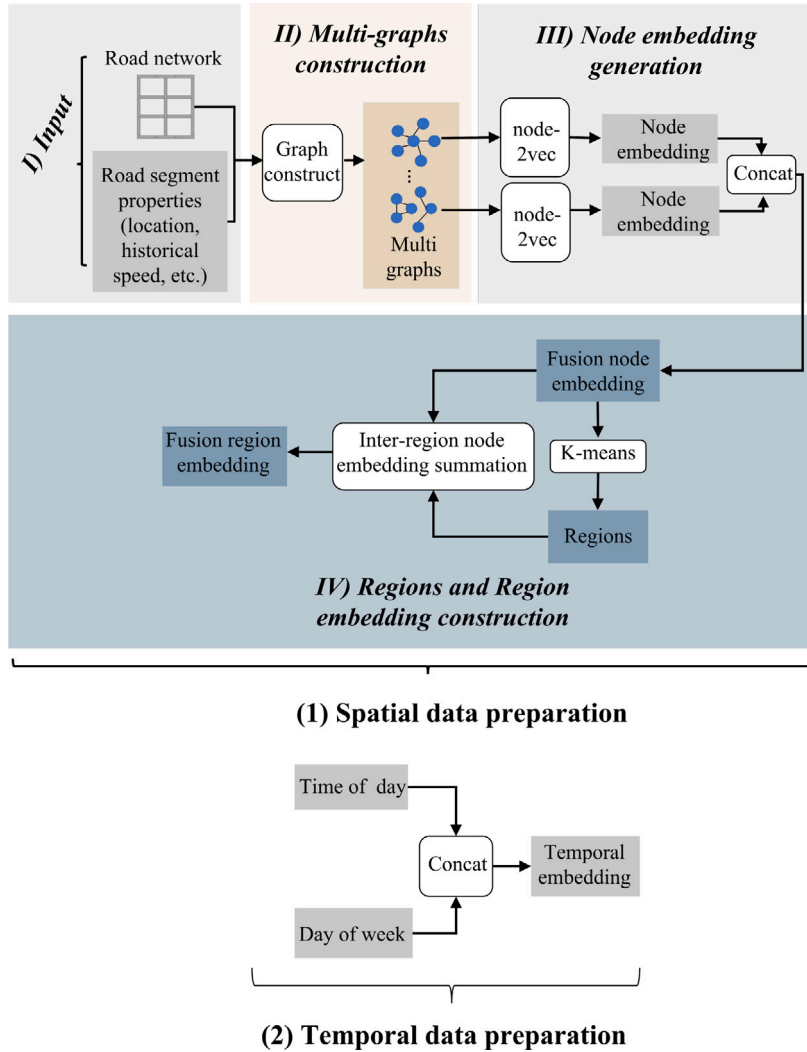 I) Input
Road network
Road segment
properties
(location,
historical
speed, etc.)
II) Multi-graphs
construction
Graph
construct
...
Multi
graphs
III) Node embedding
generation
node-
2vec
Node
embedding
node-
2vec
Node
embedding
Concat
Fusion node
embedding
Fusion region
embedding
Inter-region node
embedding summation
K-means
Regions
IV) Regions and Region
embedding construction
(1) Spatial data preparation
Time of day
Concat
Temporal
embedding
Day of week
(2) Temporal data preparation